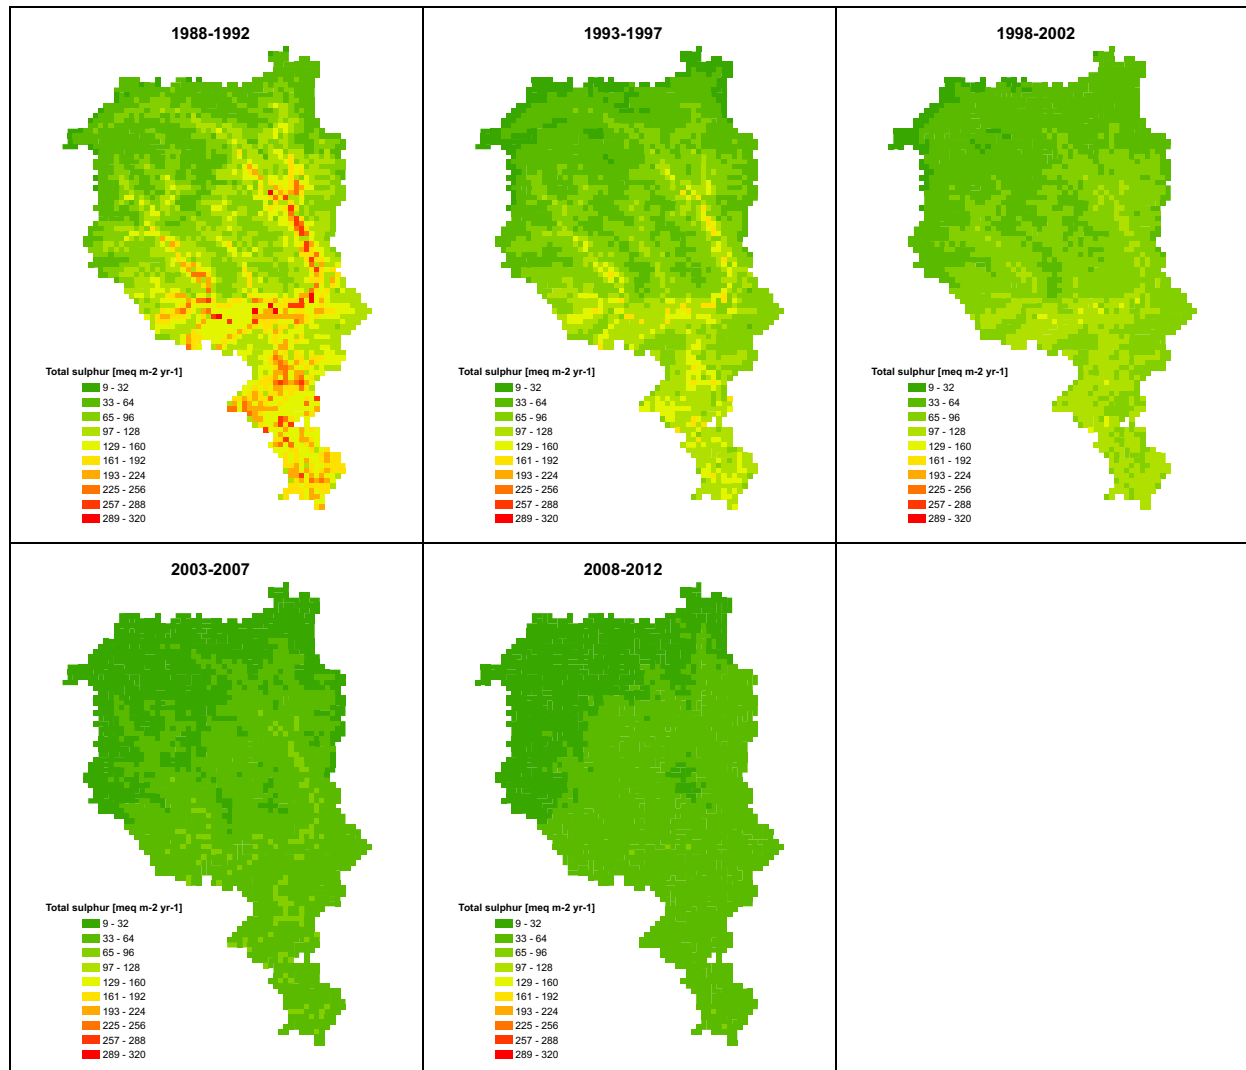 1988-1992
Total sulphur [meq m-2 yr-1]
9 - 32
33 - 64
65 - 96
97 - 128
129 - 160
161 - 192
193 - 224
225 - 256
257 - 288
289 - 320
1993-1997
Total sulphur [meq m-2 yr-1]
9 - 32
33 - 64
65 - 96
97 - 128
129 - 160
161 - 192
193 - 224
225 - 256
257 - 288
289 - 320
1998-2002
Total sulphur [meq m-2 yr-1]
9 - 32
33 - 64
65 - 96
97 - 128
129 - 160
161 - 192
193 - 224
225 - 256
257 - 288
289 - 320
2003-2007
Total sulphur [meq m-2 yr-1]
9 - 32
33 - 64
65 - 96
97 - 128
129 - 160
161 - 192
193 - 224
225 - 256
257 - 288
289 - 320
2008-2012
Total sulphur [meq m-2 yr-1]
9 - 32
33 - 64
65 - 96
97 - 128
129 - 160
161 - 192
193 - 224
225 - 256
257 - 288
289 - 320